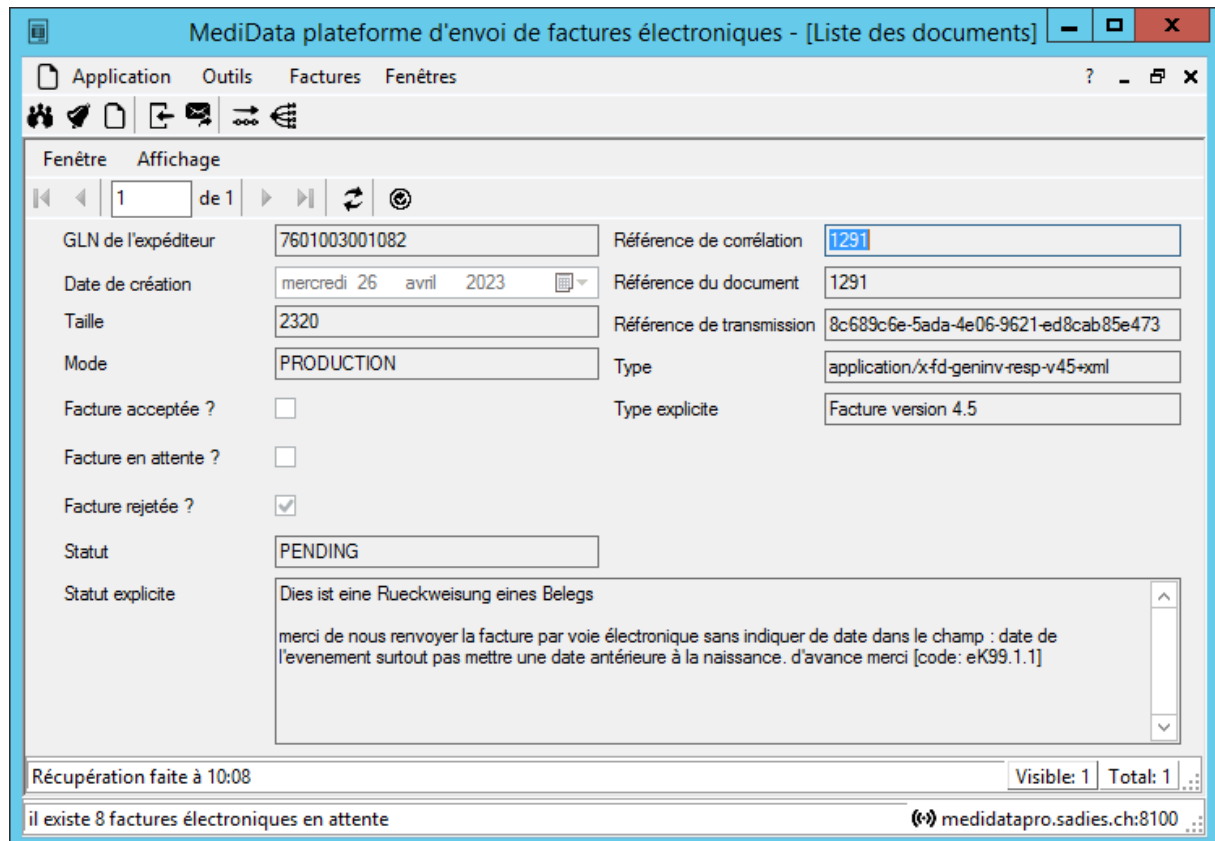 MediData plateforme d'envoi de factures électroniques - [Liste des documents]
Application Outils Factures Fenêtres ?
Fenêtre Affichage
1 de 1
GLN de l'expéditeur 7601003001082 Référence de corrélation 1291
Date de création mercredi 26 avril 2023 Référence du document 1291
Taille 2320 Référence de transmission 8c689c6e-5ada-4e06-9621-ed8cab85e473
Mode PRODUCTION Type application/x-fd-geninv-resp-v45+xml
Facture acceptée ? Type explicite Facture version 4.5
Facture en attente ?
Facture rejetée ?
Statut PENDING
Statut explicite Dies ist eine Rueckweisung eines Belegs
merci de nous renvoyer la facture par voie électronique sans indiquer de date dans le champ : date de
l'evenement surtout pas mettre une date antérieure à la naissance. d'avance merci [code: eK99.1.1]
Récupération faite à 10:08 Visible: 1 Total: 1
il existe 8 factures électroniques en attente medidatapro.sadies.ch:8100